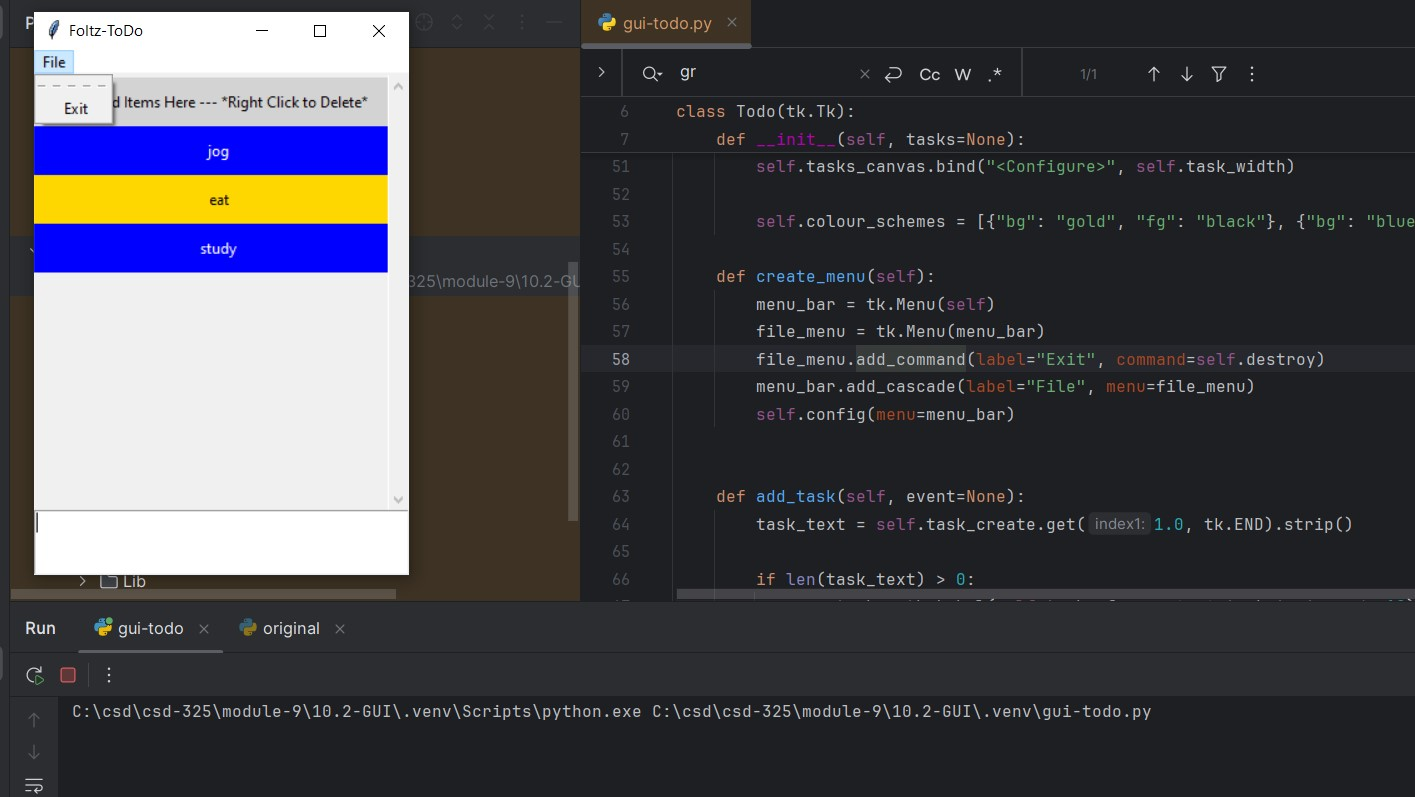 Foltz-ToDo
File
Exit
d Items Here --- *Right Click to Delete*
jog
eat
study
325\module-9\10.2-GU
Lib
gui-todo.py
gr
Cc W .*
1/1
6 class Todo(tk.Tk):
7 def __init__(self, tasks=None):
51 self.tasks_canvas.bind("<Configure>", self.task_width)
52
53 self.colour_schemes = [{"bg": "gold", "fg": "black"}, {"bg": "blue
54
55 def create_menu(self):
56 menu_bar = tk.Menu(self)
57 file_menu = tk.Menu(menu_bar)
58 file_menu.add_command(label="Exit", command=self.destroy)
59 menu_bar.add_cascade(label="File", menu=file_menu)
60 self.config(menu=menu_bar)
61
62
63 def add_task(self, event=None):
64 task_text = self.task_create.get( index1: 1.0, tk.END).strip()
65
66 if len(task_text) > 0:
Run gui-todo original
C:\csd\csd-325\module-9\10.2-GUI\.venv\Scripts\python.exe C:\csd\csd-325\module-9\10.2-GUI\.venv\gui-todo.py